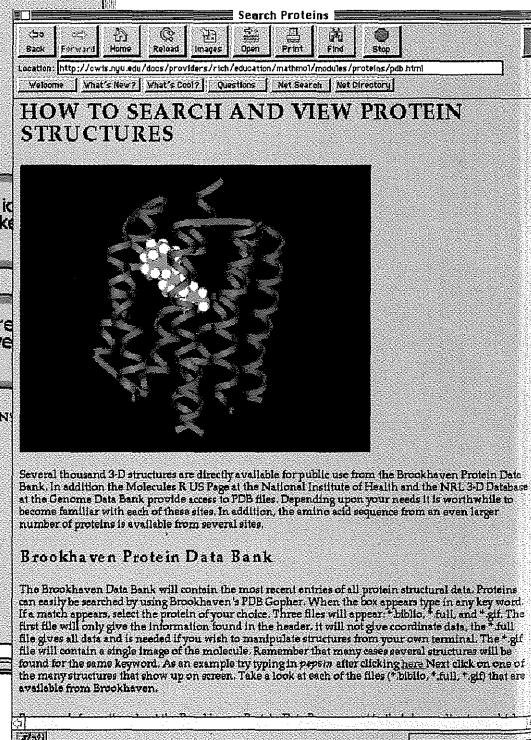 Search Proteins
Back Forward Home Reload Images Open Print Find Stop
Location: http://cwis.nyu.edu/docs/providers/rich/education/mathmol/modules/proteins/pdb.html
Welcome What's New? What's Cool? Questions Net Search Net Directory
HOW TO SEARCH AND VIEW PROTEIN
STRUCTURES
Several thousand 3-D structures are directly available for public use from the Brookhaven Protein Data
Bank. In addition the Molecules R US Page at the National Institute of Health and the NRL 3-D Database
at the Genome Data Bank provide access to PDB files. Depending upon your needs it is worthwhile to
become familiar with each of these sites. In addition, the amino acid sequence from an even larger
number of proteins is available from several sites.
Brookhaven Protein Data Bank
The Brookhaven Data Bank will contain the most recent entries of all protein structural data. Proteins
can easily be searched by using Brookhaven's PDB Gopher. When the box appears type in any key word.
If a match appears, select the protein of your choice. Three files will appear: *.biblio, *.full, and *.gif. The
first file will only give the information found in the header, it will not give coordinate data, the *.full
file gives all data and is needed if you wish to manipulate structures from your own terminal. The *.gif
file will contain a single image of the molecule. Remember that many cases several structures will be
found for the same keyword. As an example try typing in pepsin after clicking here Next click on one of
the many structures that show up on screen. Take a look at each of the files (*.biblio, *.full, *.gif) that are
available from Brookhaven.